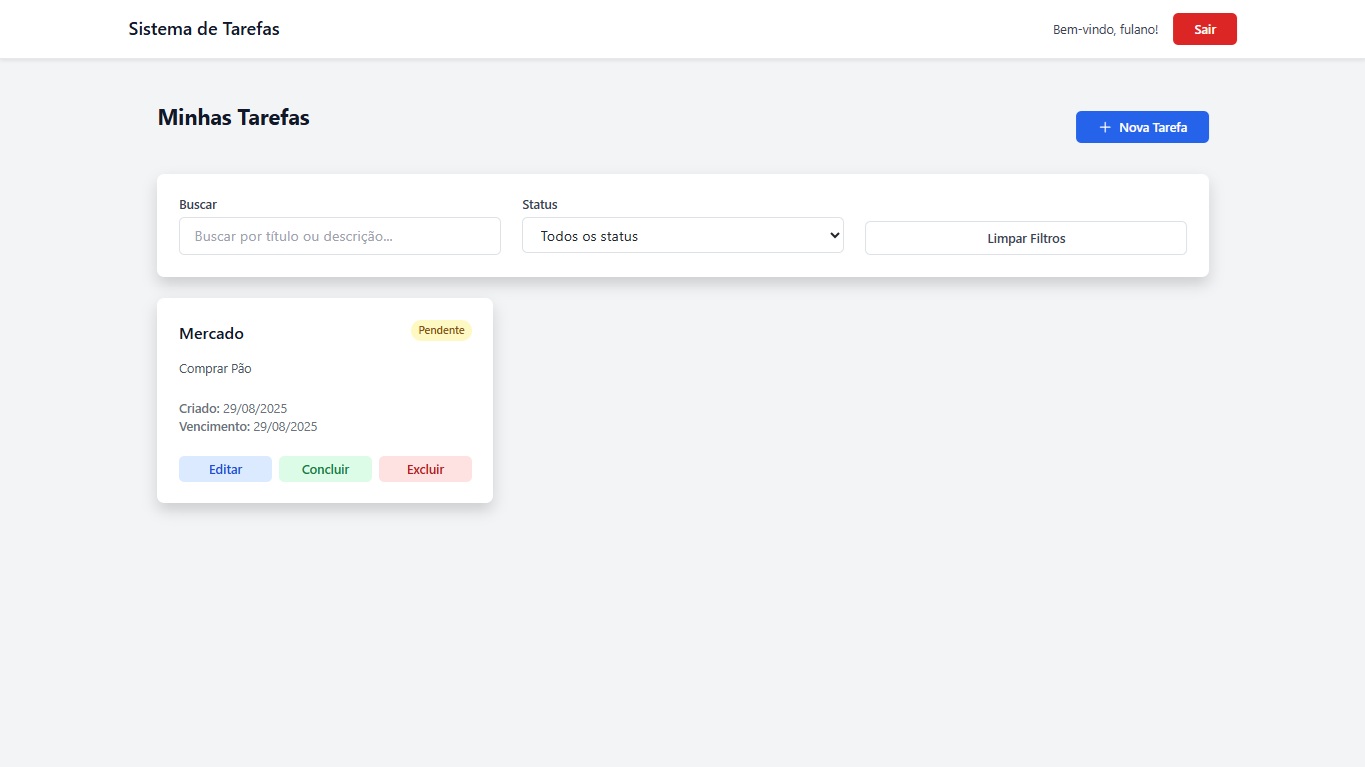 Sistema de Tarefas
Bem-vindo, fulano!
Sair
Minhas Tarefas
Nova Tarefa
Buscar
Status
Buscar por título ou descrição...
Todos os status
Limpar Filtros
Mercado
Pendente
Comprar Pão
Criado: 29/08/2025
Vencimento: 29/08/2025
Editar
Concluir
Excluir